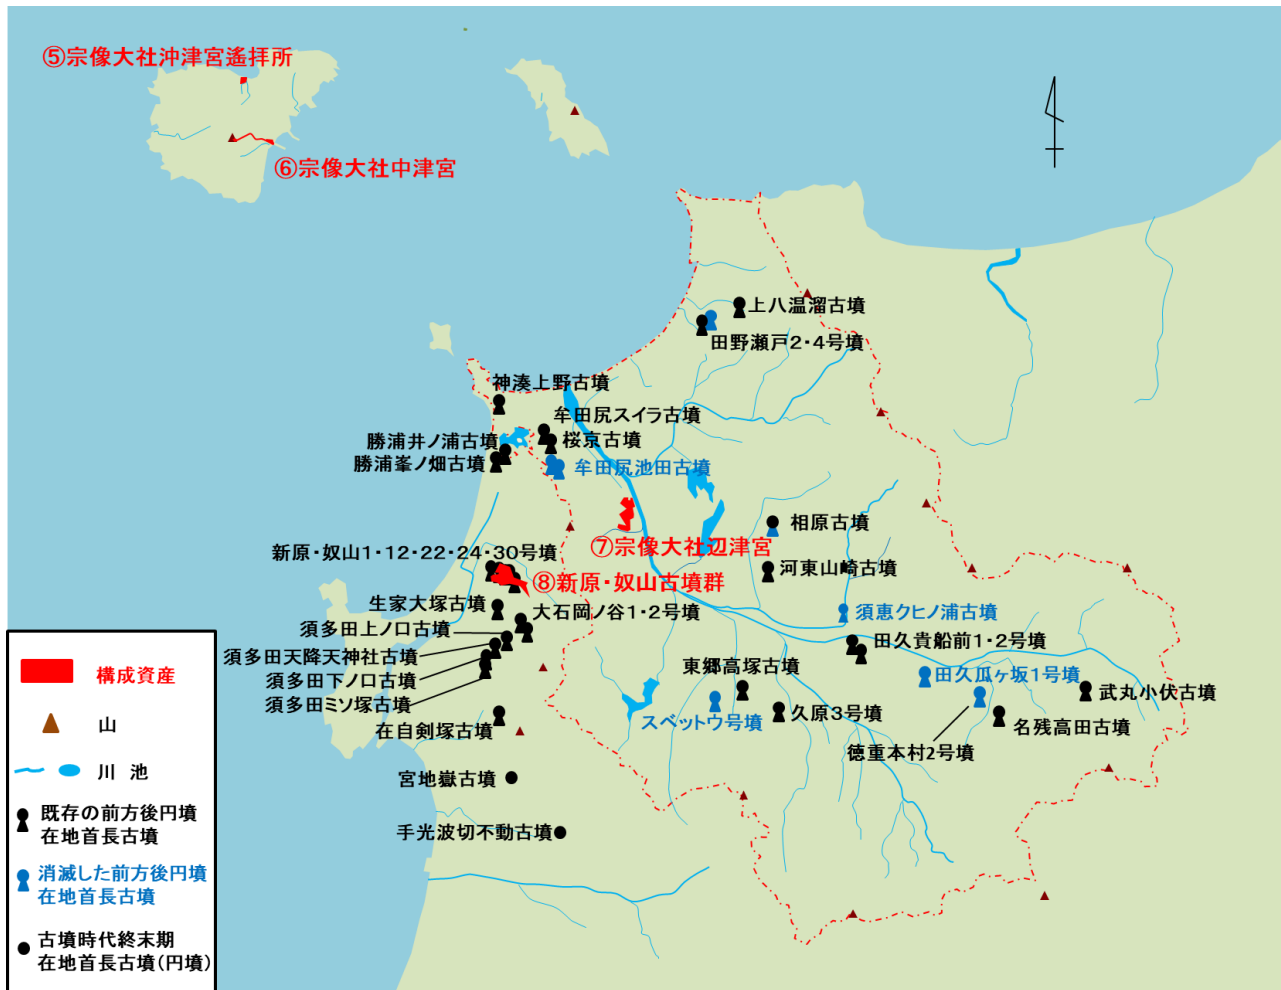 ⑤宗像大社沖津宮遙拝所
⑥宗像大社中津宮
上八温溜古墳
田野瀬戸2・4号墳
神湊上野古墳
牟田尻スイラ古墳
勝浦井ノ浦古墳
桜京古墳
勝浦峯ノ畑古墳
牟田尻池田古墳
相原古墳
⑦宗像大社辺津宮
新原・奴山1・12・22・24・30号墳
河東山崎古墳
⑧新原・奴山古墳群
生家大塚古墳
大石岡ノ谷1・2号墳
須恵クヒノ浦古墳
須多田上ノ口古墳
田久貴船前1・2号墳
須多田天降天神社古墳
東郷高塚古墳
須多田下ノ口古墳
田久瓜ヶ坂1号墳
武丸小伏古墳
須多田ミソ塚古墳
スベットウ号墳
久原3号墳
名残高田古墳
在自剣塚古墳
徳重本村2号墳
宮地嶽古墳
手光波切不動古墳
構成資産
山
川 池
既存の前方後円墳
在地首長古墳
消滅した前方後円墳
在地首長古墳
古墳時代終末期
在地首長古墳(円墳)